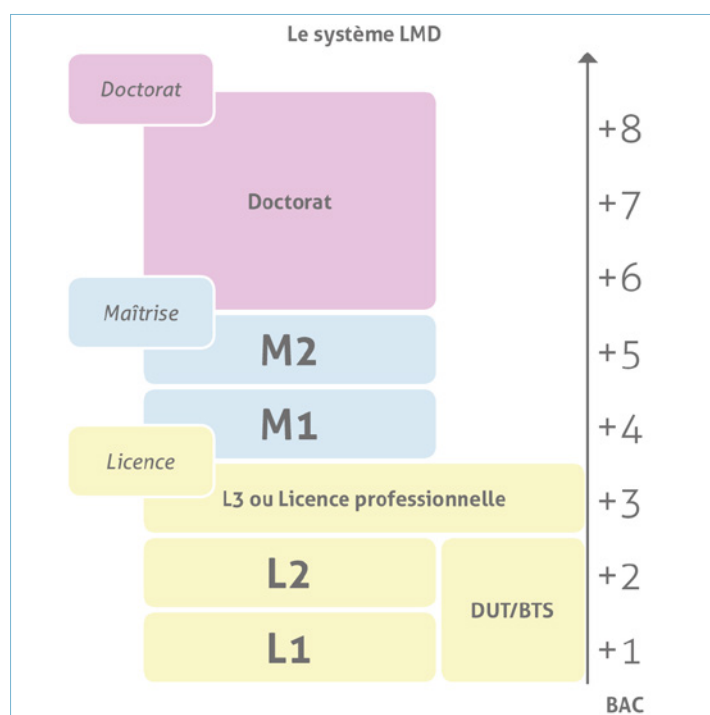 Le système LMD
Doctorat
+8
Doctorat
+7
+6
Maîtrise
M2
+5
M1
+4
Licence
L3 ou Licence professionnelle
+3
L2
+2
DUT/BTS
L1
+1
BAC